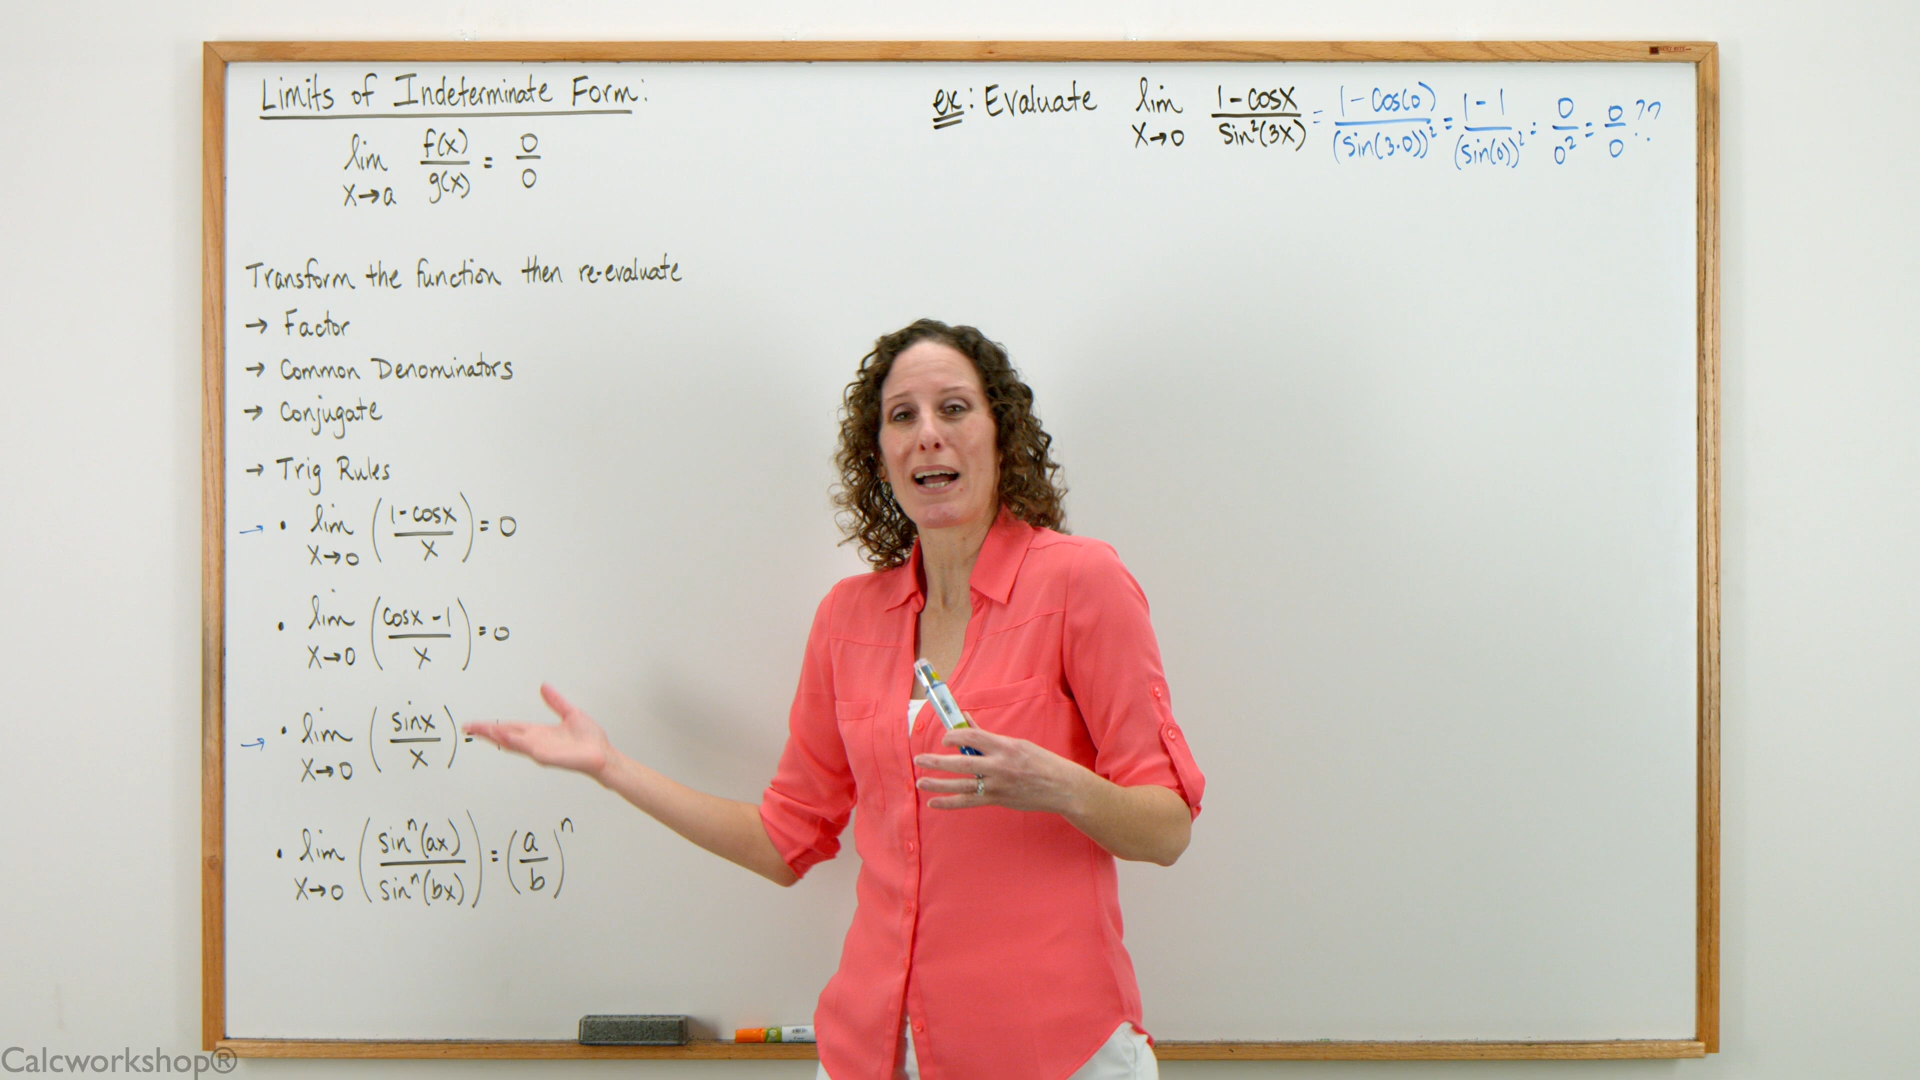 Limits of Indeterminate Form:
lim x→a f(x)/g(x) = 0/0
Transform the function then re-evaluate
→ Factor
→ Common Denominators
→ Conjugate
→ Trig Rules
→ • lim x→0 (1-cosx / x) = 0
• lim x→0 (cosx - 1 / x) = 0
→ • lim x→0 (sinx / x) =
• lim x→0 (sinⁿ(ax) / sinⁿ(bx)) = (a/b)ⁿ
ex: Evaluate lim x→0 1-cosx / sin²(3x) = 1-cos(0) / (sin(3·0))² = 1-1 / (sin(0))² = 0/0² = 0/0 ??
Calcworkshop®